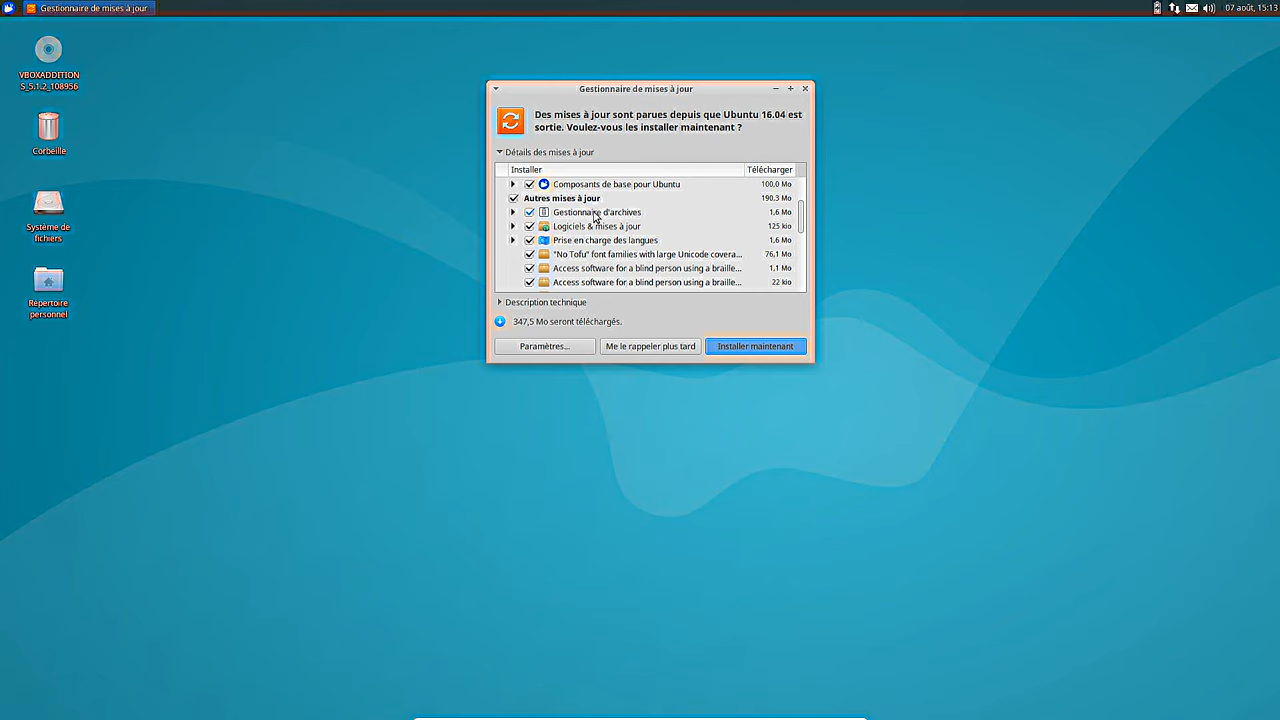 Gestionnaire de mises à jour
07 août, 15:13
VBOXADDITION
S_5.1.2_108956
Corbeille
Système de
fichiers
Répertoire
personnel
Gestionnaire de mises à jour
Des mises à jour sont parues depuis que Ubuntu 16.04 est
sortie. Voulez-vous les installer maintenant ?
Détails des mises à jour
Installer Télécharger
Composants de base pour Ubuntu 100,0 Mo
Autres mises à jour 190,3 Mo
Gestionnaire d'archives 1,6 Mo
Logiciels & mises à jour 125 kio
Prise en charge des langues 1,6 Mo
"No Tofu" font families with large Unicode covera... 76,1 Mo
Access software for a blind person using a braille... 1,1 Mo
Access software for a blind person using a braille... 22 kio
Description technique
347,5 Mo seront téléchargés.
Paramètres... Me le rappeler plus tard Installer maintenant